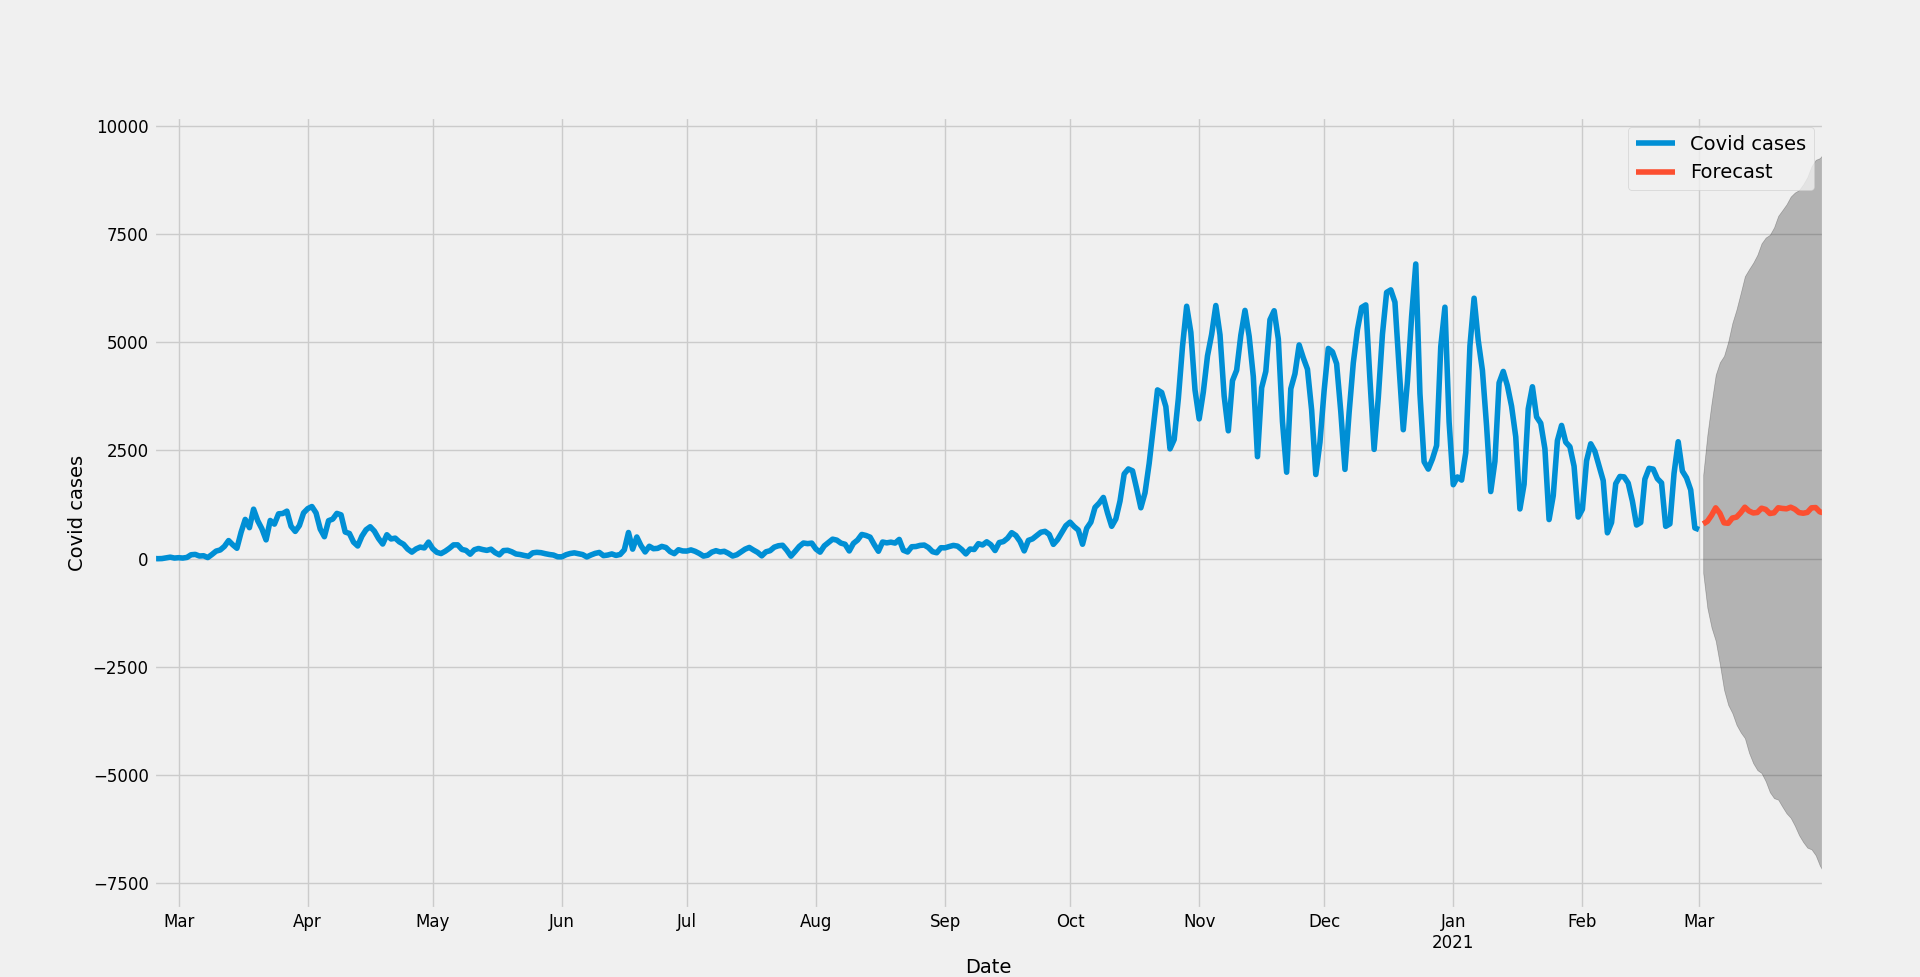 10000
7500
5000
2500
0
−2500
−5000
−7500
Covid cases
Covid cases
Forecast
Mar Apr May Jun Jul Aug Sep Oct Nov Dec Jan Feb Mar
2021
Date